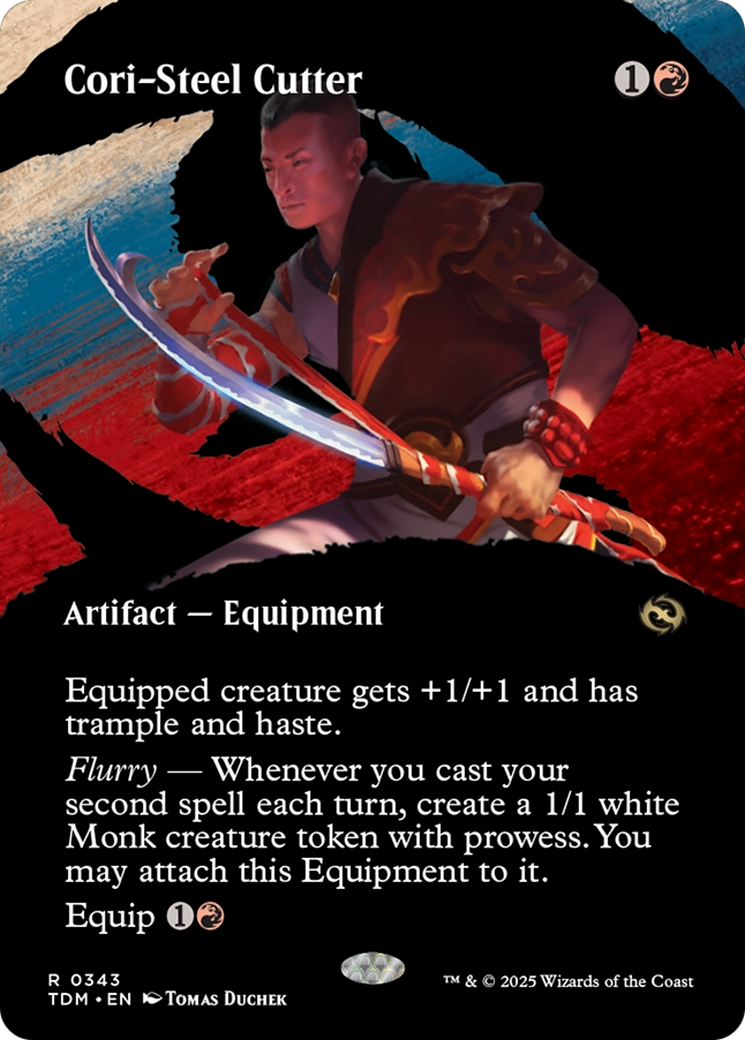 Cori-Steel Cutter 1
Artifact — Equipment
Equipped creature gets +1/+1 and has
trample and haste.
Flurry — Whenever you cast your
second spell each turn, create a 1/1 white
Monk creature token with prowess. You
may attach this Equipment to it.
Equip 1
R 0343
TDM • EN Tomas Duchek
™ & © 2025 Wizards of the Coast